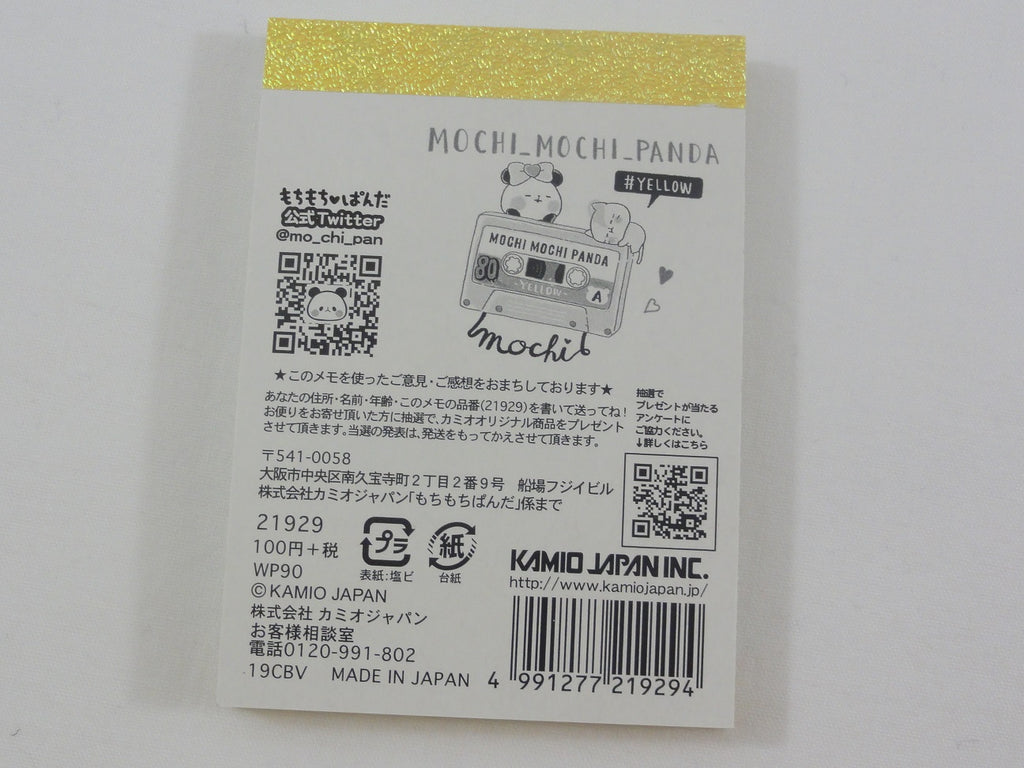 MOCHI_MOCHI_PANDA
#YELLOW
もちもち♥ぱんだ
公式Twitter
@mo_chi_pan
MOCHI MOCHI PANDA
80
-YELLOW-
A
mochi
★このメモを使ったご意見・ご感想をおまちしております★
あなたの住所・名前・年齢・このメモの品番(21929)を書いて送ってね!
お便りをお寄せ頂いた方に抽選で、カミオオリジナル商品をプレゼント
させて頂きます。当選の発表は、発送をもってかえさせて頂きます。
抽選で
プレゼントが当たる
アンケートに
ご協力ください。
↓詳しくはこちら
〒541-0058
大阪市中央区南久宝寺町2丁目2番9号 船場フジイビル
株式会社カミオジャパン「もちもちぱんだ」係まで
21929
100円+税
WP90
プラ
表紙:塩ビ
紙
台紙
KAMIO JAPAN INC.
http://www.kamiojapan.jp/
©KAMIO JAPAN
株式会社 カミオジャパン
お客様相談室
電話0120-991-802
19CBV MADE IN JAPAN
4 991277 219294